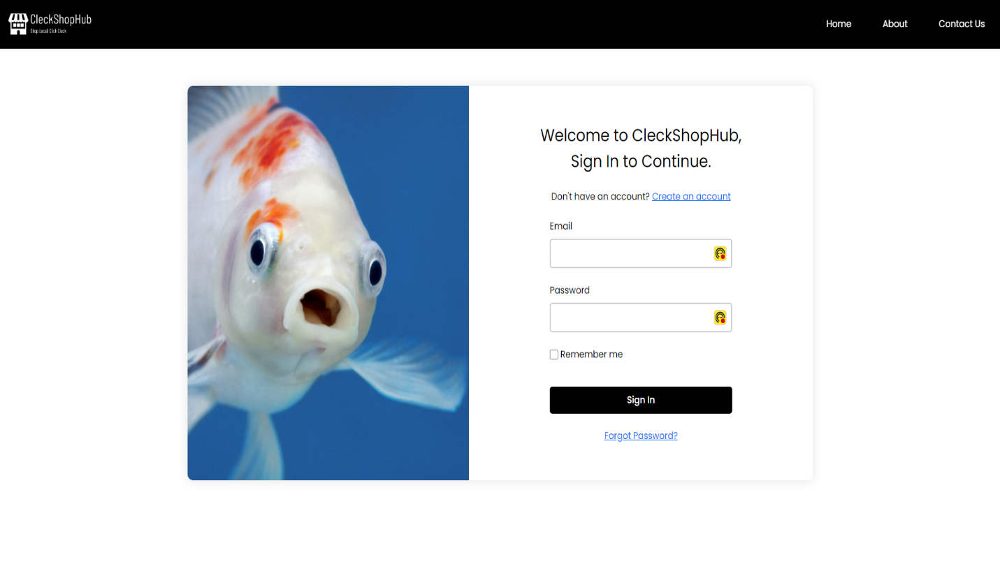 CleckShopHub
Shop Local, Click Cleck
Home
About
Contact Us
Welcome to CleckShopHub,
Sign In to Continue.
Don't have an account? Create an account
Email
Password
Remember me
Sign In
Forgot Password?